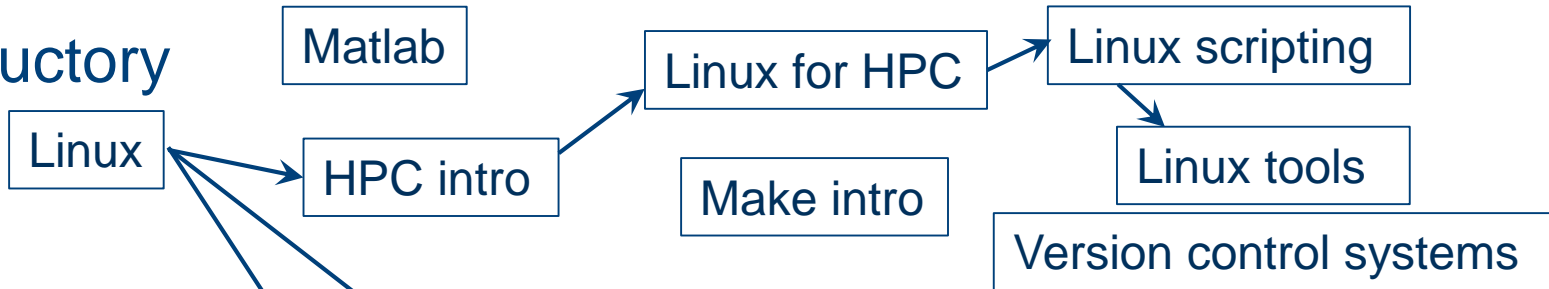 uctory
Matlab
Linux for HPC
Linux scripting
Linux
HPC intro
Make intro
Linux tools
Version control systems